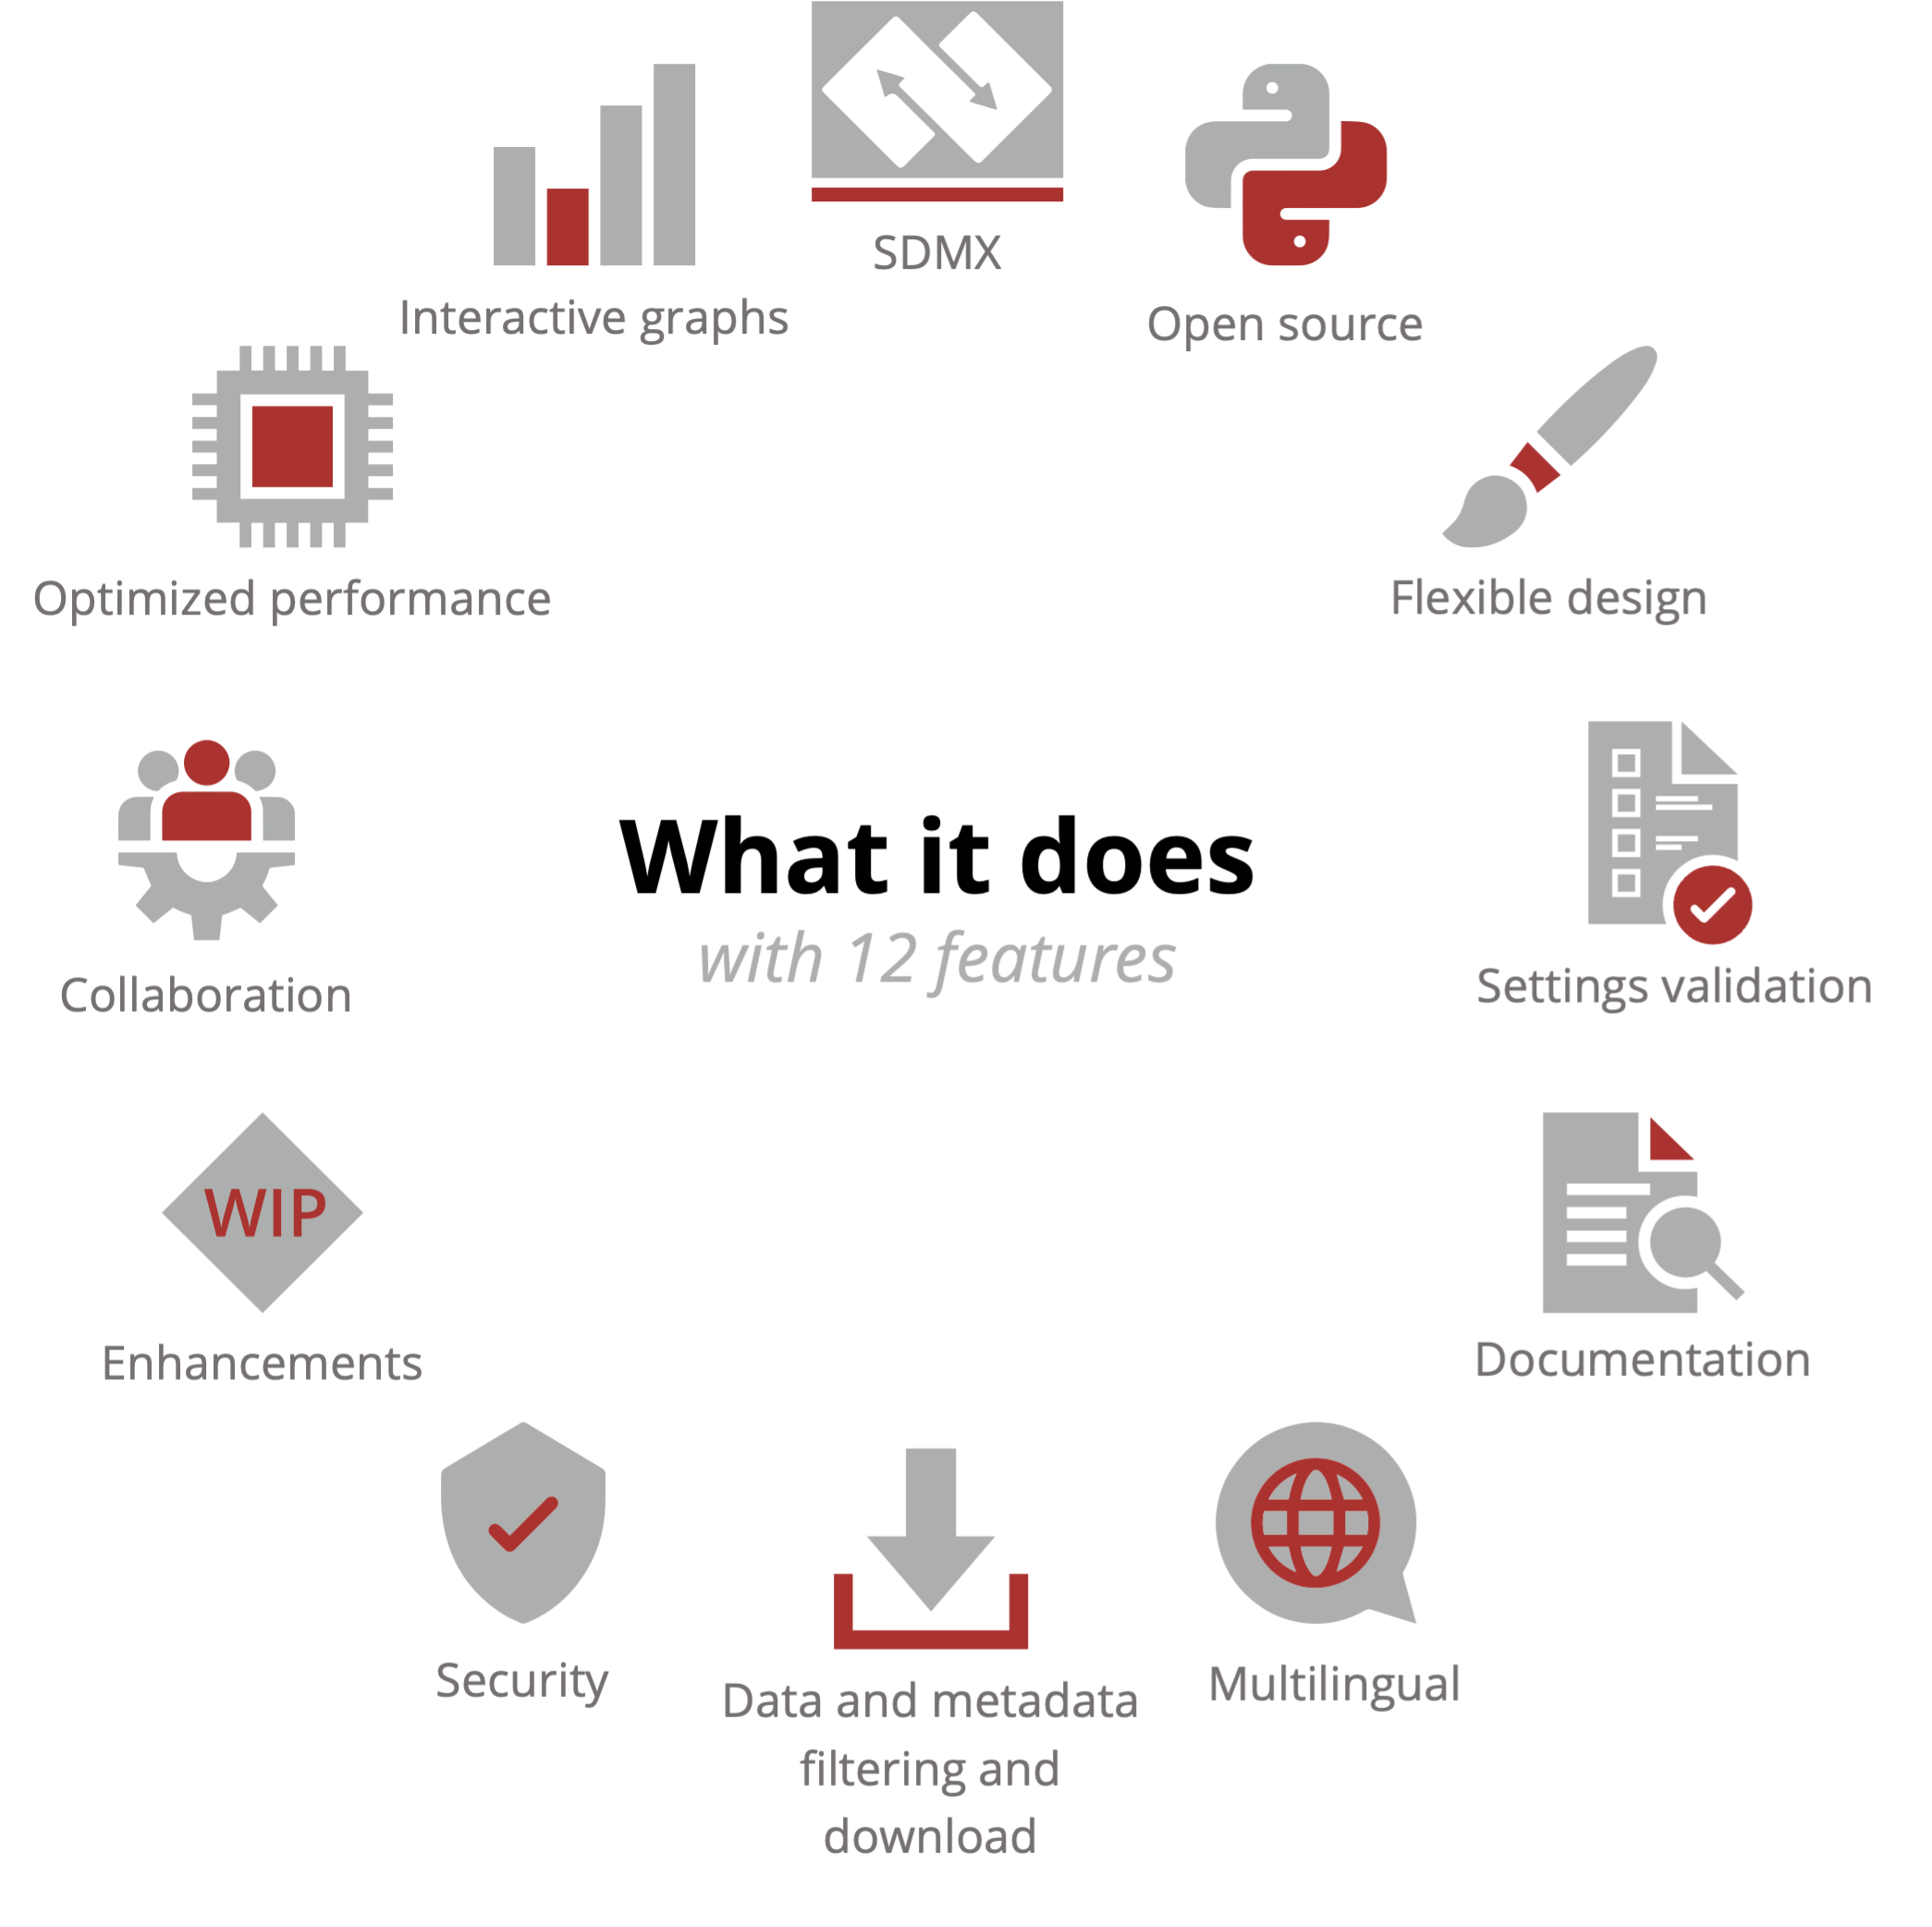 SDMX
Interactive graphs
Open source
Optimized performance
Flexible design
What it does
with 12 features
Collaboration
Settings validation
WIP
Enhancements
Documentation
Security
Data and metadata
filtering and
download
Multilingual